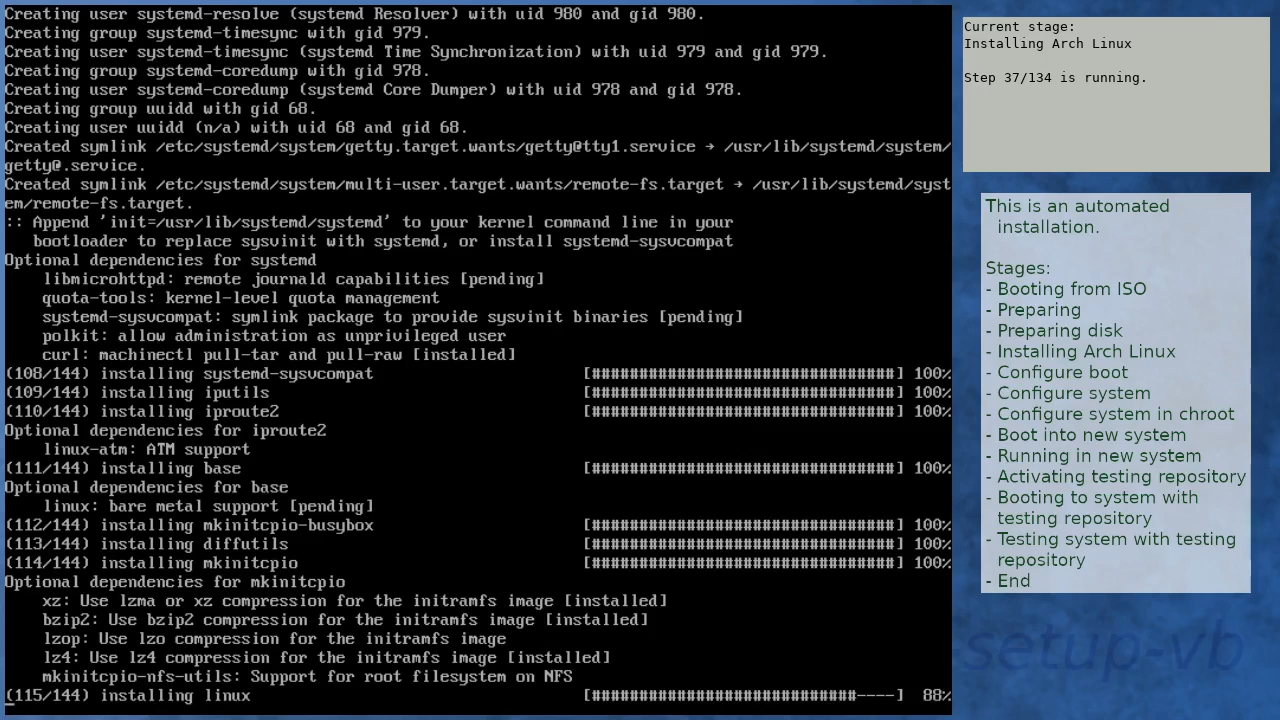 Creating user systemd-resolve (systemd Resolver) with uid 980 and gid 980.
Creating group systemd-timesync with gid 979.
Creating user systemd-timesync (systemd Time Synchronization) with uid 979 and gid 979.
Creating group systemd-coredump with gid 978.
Creating user systemd-coredump (systemd Core Dumper) with uid 978 and gid 978.
Creating group uuidd with gid 68.
Creating user uuidd (n/a) with uid 68 and gid 68.
Created symlink /etc/systemd/system/getty.target.wants/getty@tty1.service → /usr/lib/systemd/system/
getty@.service.
Created symlink /etc/systemd/system/multi-user.target.wants/remote-fs.target → /usr/lib/systemd/syst
em/remote-fs.target.
:: Append 'init=/usr/lib/systemd/systemd' to your kernel command line in your
   bootloader to replace sysvinit with systemd, or install systemd-sysvcompat
Optional dependencies for systemd
    libmicrohttpd: remote journald capabilities [pending]
    quota-tools: kernel-level quota management
    systemd-sysvcompat: symlink package to provide sysvinit binaries [pending]
    polkit: allow administration as unprivileged user
    curl: machinectl pull-tar and pull-raw [installed]
(108/144) installing systemd-sysvcompat                      [################################] 100%
(109/144) installing iputils                                 [################################] 100%
(110/144) installing iproute2                                [################################] 100%
Optional dependencies for iproute2
    linux-atm: ATM support
(111/144) installing base                                    [################################] 100%
Optional dependencies for base
    linux: bare metal support [pending]
(112/144) installing mkinitcpio-busybox                      [################################] 100%
(113/144) installing diffutils                               [################################] 100%
(114/144) installing mkinitcpio                              [################################] 100%
Optional dependencies for mkinitcpio
    xz: Use lzma or xz compression for the initramfs image [installed]
    bzip2: Use bzip2 compression for the initramfs image [installed]
    lzop: Use lzo compression for the initramfs image
    lz4: Use lz4 compression for the initramfs image [installed]
    mkinitcpio-nfs-utils: Support for root filesystem on NFS
(115/144) installing linux                                   [############################----]  88%
Current stage:
Installing Arch Linux
Step 37/134 is running.
This is an automated
installation.
Stages:
- Booting from ISO
- Preparing
- Preparing disk
- Installing Arch Linux
- Configure boot
- Configure system
- Configure system in chroot
- Boot into new system
- Running in new system
- Activating testing repository
- Booting to system with
testing repository
- Testing system with testing
repository
- End
setup-vb